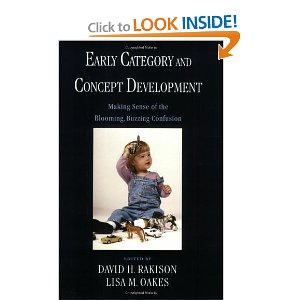 Click to LOOK INSIDE!
EARLY CATEGORY AND
CONCEPT DEVELOPMENT
Making Sense of the
Blooming, Buzzing Confusion
EDITED BY
DAVID H. RAKISON
LISA M. OAKES